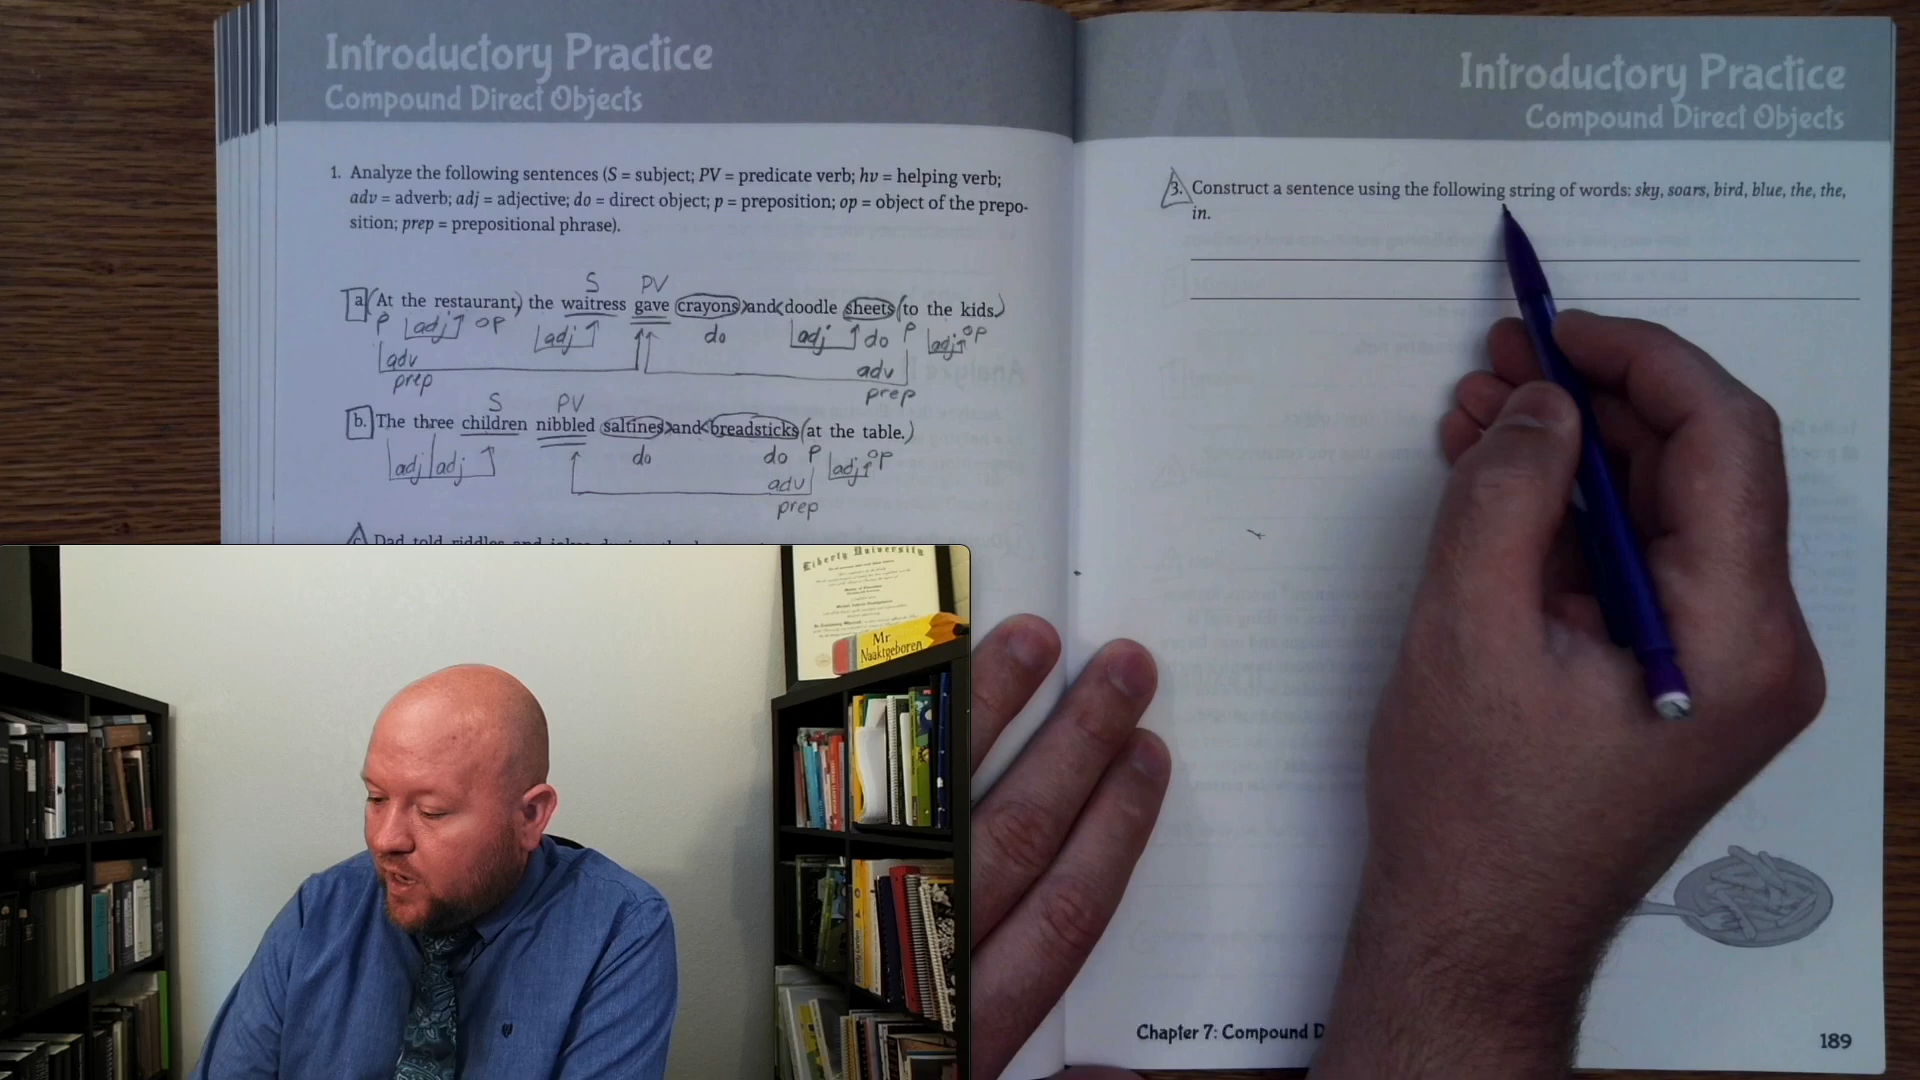 Introductory Practice
Compound Direct Objects
1. Analyze the following sentences (S = subject; PV = predicate verb; hv = helping verb;
adv = adverb; adj = adjective; do = direct object; p = preposition; op = object of the prepo-
sition; prep = prepositional phrase).
S PV
a. (At the restaurant) the waitress gave crayons and doodle sheets (to the kids.)
P adj op adj do adj do P adj op
adv adv
prep prep
S PV
b. The three children nibbled saltines and breadsticks (at the table.)
adj adj do do P adj op
adv
prep
c. Dad told riddles and jokes
Introductory Practice
Compound Direct Objects
3. Construct a sentence using the following string of words: sky, soars, bird, blue, the, the,
in.
Chapter 7: Compound D
189
Liberty University
Mr
Naaktgeboren